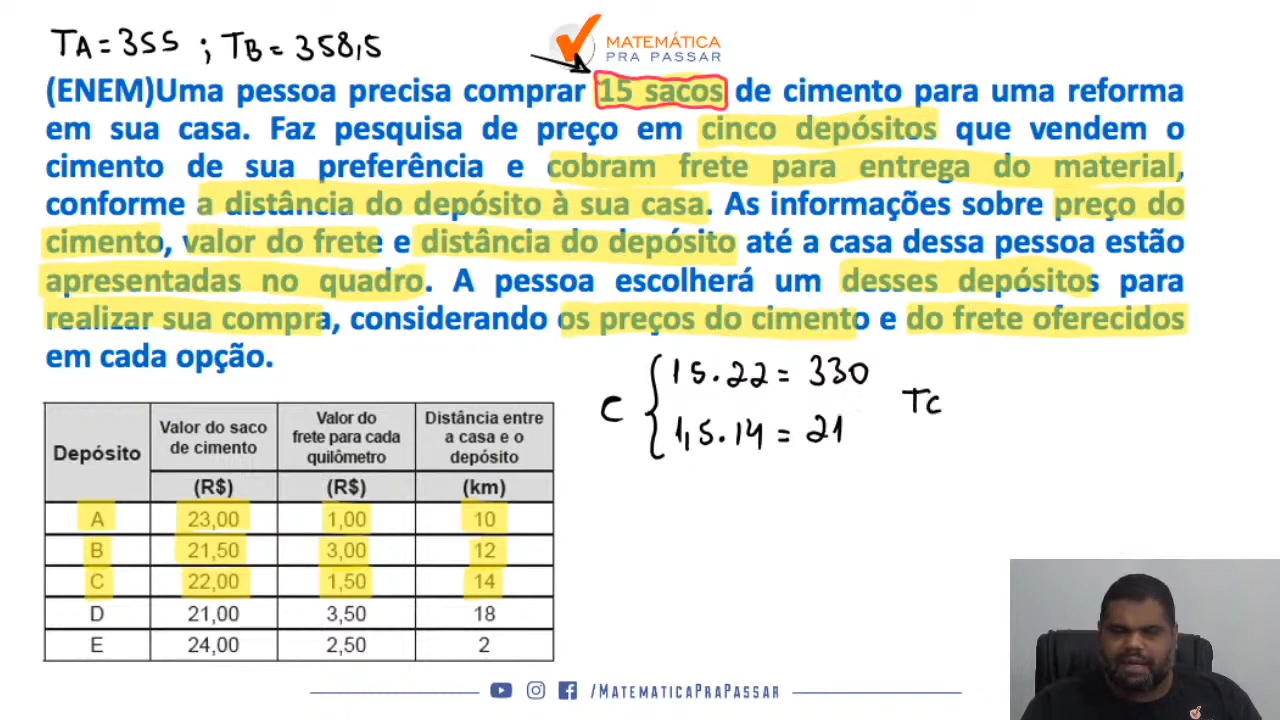 TA = 355 ; TB = 358,5
MATEMÁTICA
PRA PASSAR
(ENEM)Uma pessoa precisa comprar 15 sacos de cimento para uma reforma
em sua casa. Faz pesquisa de preço em cinco depósitos que vendem o
cimento de sua preferência e cobram frete para entrega do material,
conforme a distância do depósito à sua casa. As informações sobre preço do
cimento, valor do frete e distância do depósito até a casa dessa pessoa estão
apresentadas no quadro. A pessoa escolherá um desses depósitos para
realizar sua compra, considerando os preços do cimento e do frete oferecidos
em cada opção.
C { 15.22 = 330
1,5.14 = 21
TC
Depósito
Valor do saco
de cimento
Valor do
frete para cada
quilômetro
Distância entre
a casa e o
depósito
(R$) (R$) (km)
A 23,00 1,00 10
B 21,50 3,00 12
C 22,00 1,50 14
D 21,00 3,50 18
E 24,00 2,50 2
/MATEMATICAPRAPASSAR